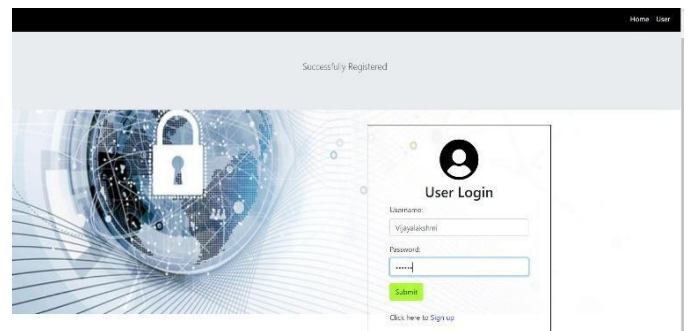 Home User
Successfully Registered
User Login
Username:
Vijayalakshmi
Password:
Submit
Click here to Sign up